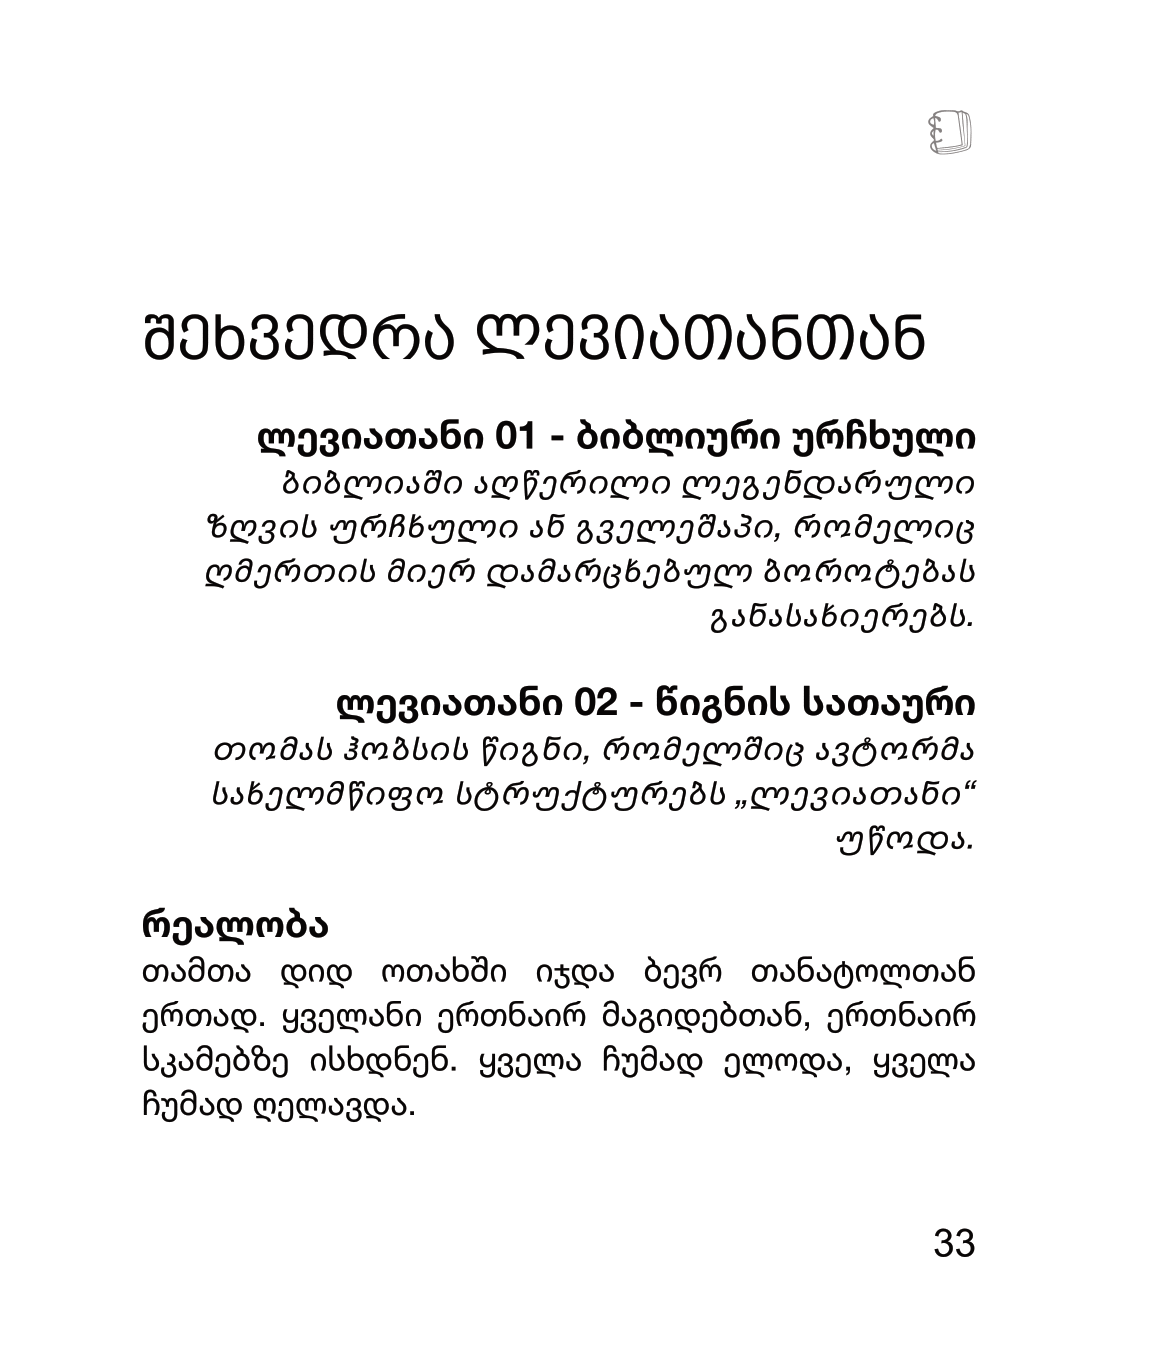 შეხვედრა ლევიათანთან
ლევიათანი 01 - ბიბლიური ურჩხული
ბიბლიაში აღწერილი ლეგენდარული
ზღვის ურჩხული ან გველეშაპი, რომელიც
ღმერთის მიერ დამარცხებულ ბოროტებას
განასახიერებს.
ლევიათანი 02 - წიგნის სათაური
თომას ჰობსის წიგნი, რომელშიც ავტორმა
სახელმწიფო სტრუქტურებს „ლევიათანი“
უწოდა.
რეალობა
თამთა დიდ ოთახში იჯდა ბევრ თანატოლთან
ერთად. ყველანი ერთნაირ მაგიდებთან, ერთნაირ
სკამებზე ისხდნენ. ყველა ჩუმად ელოდა, ყველა
ჩუმად ღელავდა.
33